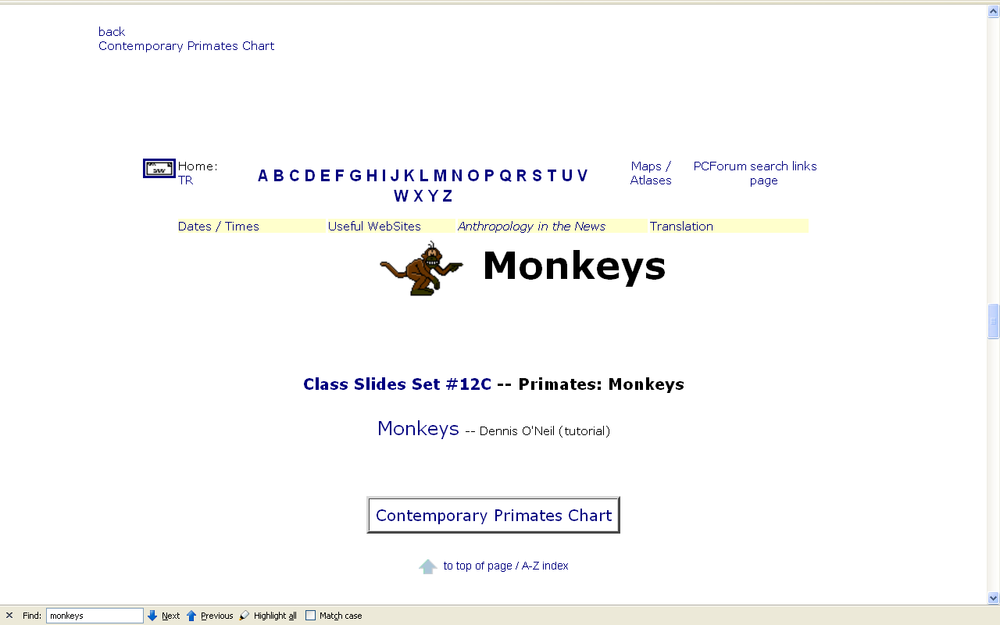 back
Contemporary Primates Chart
Home:
TR
A B C D E F G H I J K L M N O P Q R S T U V
W X Y Z
Maps /
Atlases
PCForum search links
page
Dates / Times
Useful WebSites
Anthropology in the News
Translation
Monkeys
Class Slides Set #12C -- Primates: Monkeys
Monkeys -- Dennis O'Neil (tutorial)
Contemporary Primates Chart
to top of page / A-Z index
Find: monkeys Next Previous Highlight all Match case